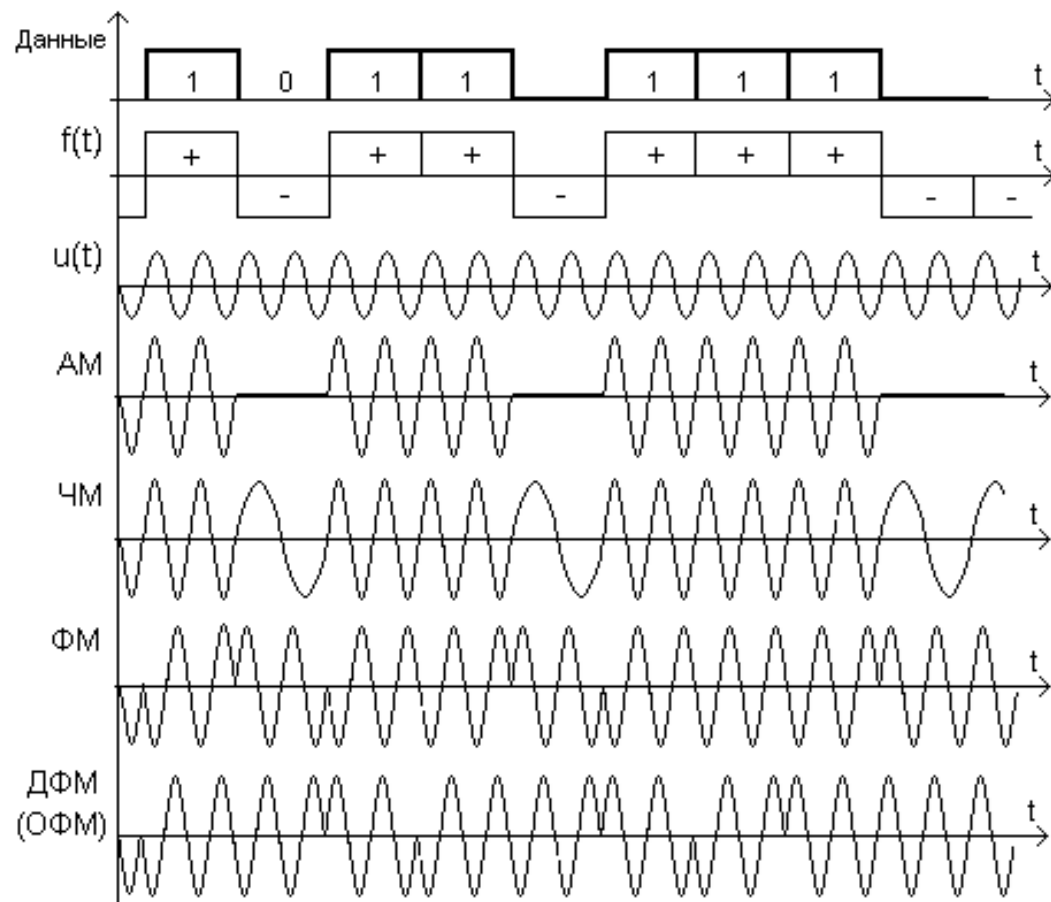 Данные
1 0 1 1 1 1 1 t
f(t)
+ - + + - + + + - - t
u(t) t
АМ t
ЧМ t
ФМ t
ДФМ
(ОФМ) t